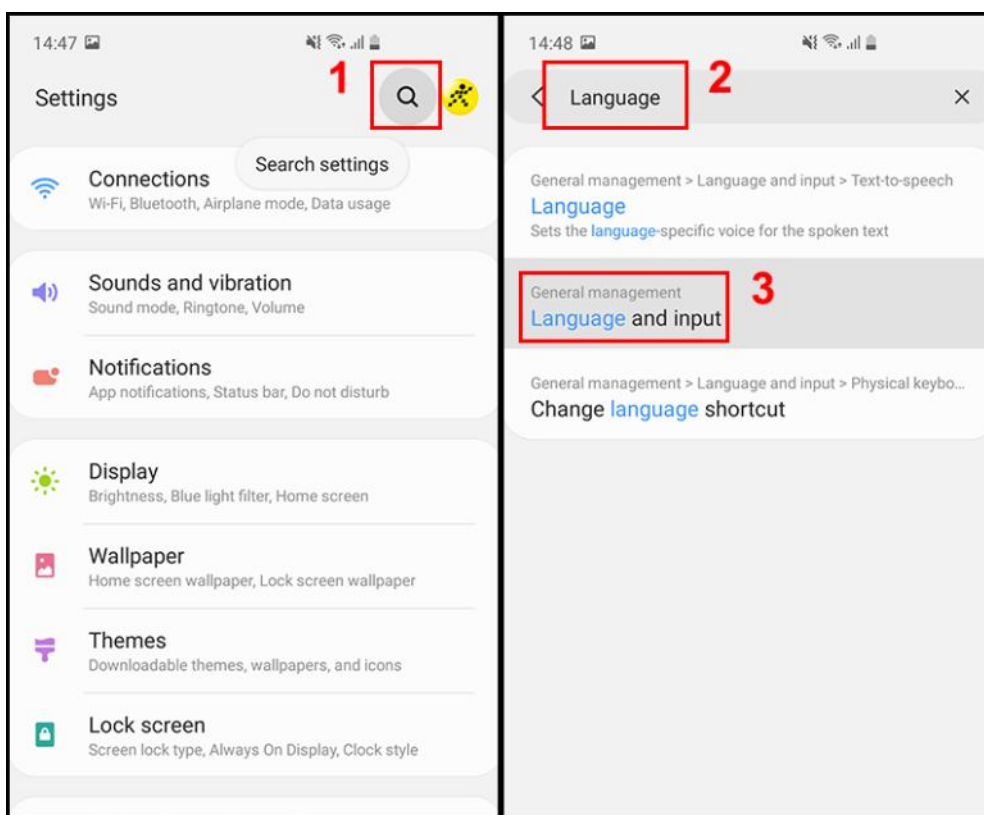 14:47
1
Settings
Search settings
Connections
Wi-Fi, Bluetooth, Airplane mode, Data usage
Sounds and vibration
Sound mode, Ringtone, Volume
Notifications
App notifications, Status bar, Do not disturb
Display
Brightness, Blue light filter, Home screen
Wallpaper
Home screen wallpaper, Lock screen wallpaper
Themes
Downloadable themes, wallpapers, and icons
Lock screen
Screen lock type, Always On Display, Clock style
14:48
Language
2
General management > Language and input > Text-to-speech
Language
Sets the language-specific voice for the spoken text
General management
Language and input
3
General management > Language and input > Physical keybo...
Change language shortcut